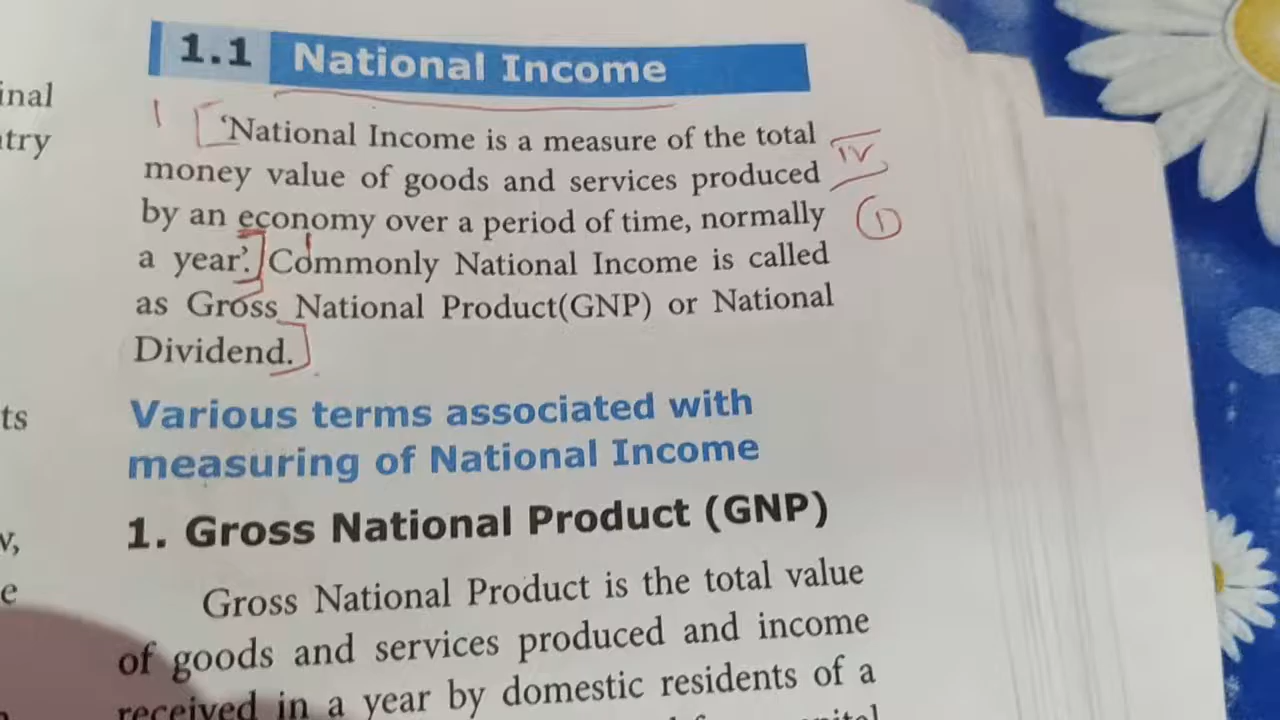 inal
try
ts
v,
e
1.1 National Income
I
'National Income is a measure of the total
money value of goods and services produced
IV
by an economy over a period of time, normally
1
a year'. Commonly National Income is called
as Gross National Product(GNP) or National
Dividend.
Various terms associated with
measuring of National Income
1. Gross National Product (GNP)
Gross National Product is the total value
of goods and services produced and income
received in a year by domestic residents of a